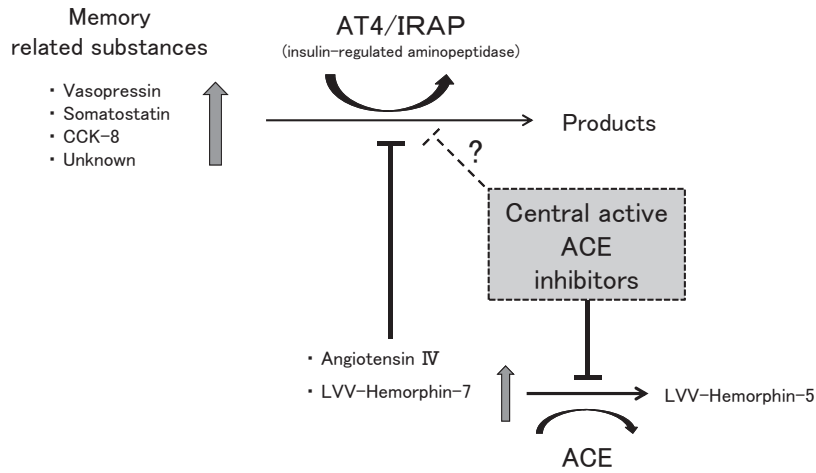 Memory
related substances
・Vasopressin
・Somatostatin
・CCK-8
・Unknown
AT4/IRAP
(insulin-regulated aminopeptidase)
Products
?
Central active
ACE
inhibitors
・Angiotensin Ⅳ
・LVV-Hemorphin-7
LVV-Hemorphin-5
ACE